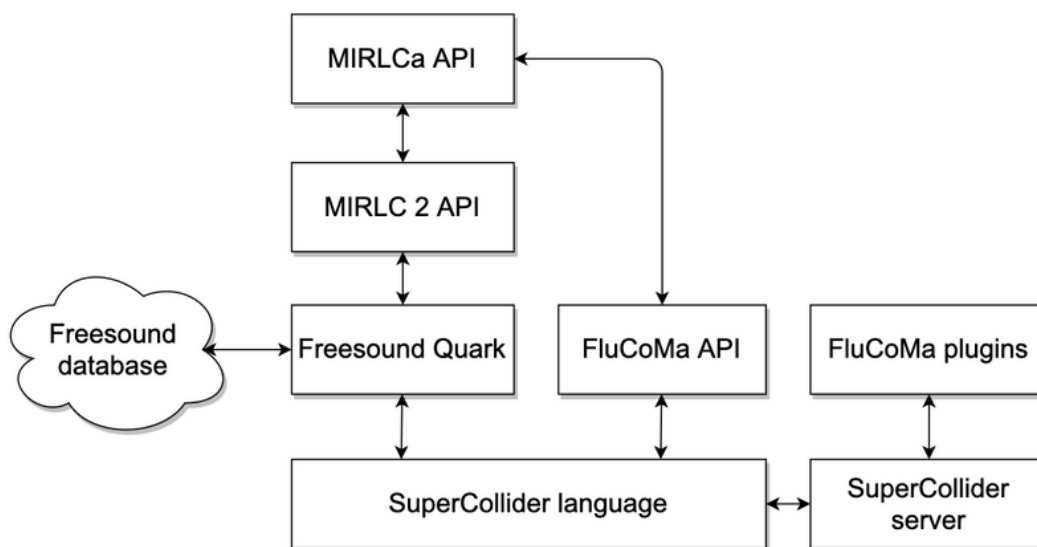 MIRLCa API
MIRLC 2 API
Freesound
database
Freesound Quark
FluCoMa API
FluCoMa plugins
SuperCollider language
SuperCollider
server